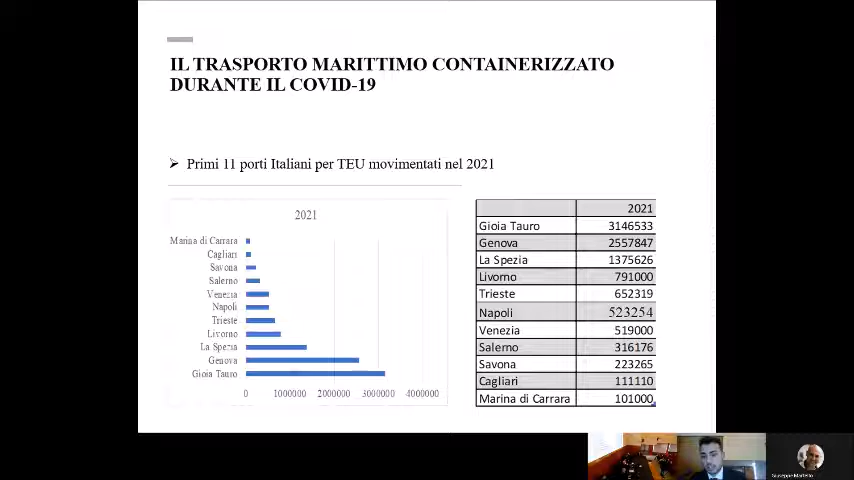 IL TRASPORTO MARITTIMO CONTAINERIZZATO
DURANTE IL COVID-19
Primi 11 porti Italiani per TEU movimentati nel 2021
2021
Marina di Carrara
Cagliari
Savona
Salerno
Venezia
Napoli
Trieste
Livorno
La Spezia
Genova
Gioia Tauro
0 1000000 2000000 3000000 4000000
2021
Gioia Tauro 3146533
Genova 2557847
La Spezia 1375626
Livorno 791000
Trieste 652319
Napoli 523254
Venezia 519000
Salerno 316176
Savona 223265
Cagliari 111110
Marina di Carrara 101000
Giuseppe Martello